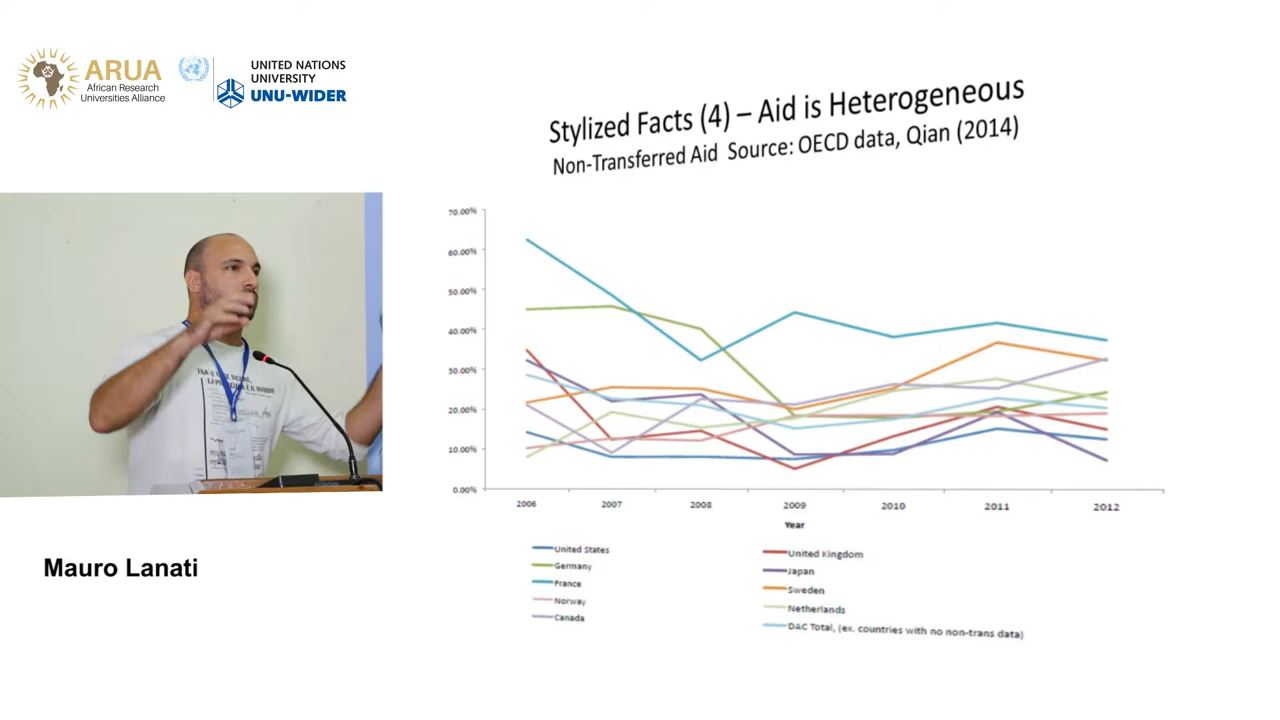 ARUA
African Research
Universities Alliance
UNITED NATIONS
UNIVERSITY
UNU-WIDER
Stylized Facts (4) – Aid is Heterogeneous
Non-Transferred Aid Source: OECD data, Qian (2014)
70.00%
60.00%
50.00%
40.00%
30.00%
20.00%
10.00%
0.00%
2006 2007 2008 2009 2010 2011 2012
Year
United States
Germany
France
Norway
Canada
United Kingdom
Japan
Sweden
Netherlands
DAC Total, (ex. countries with no non-trans data)
Mauro Lanati